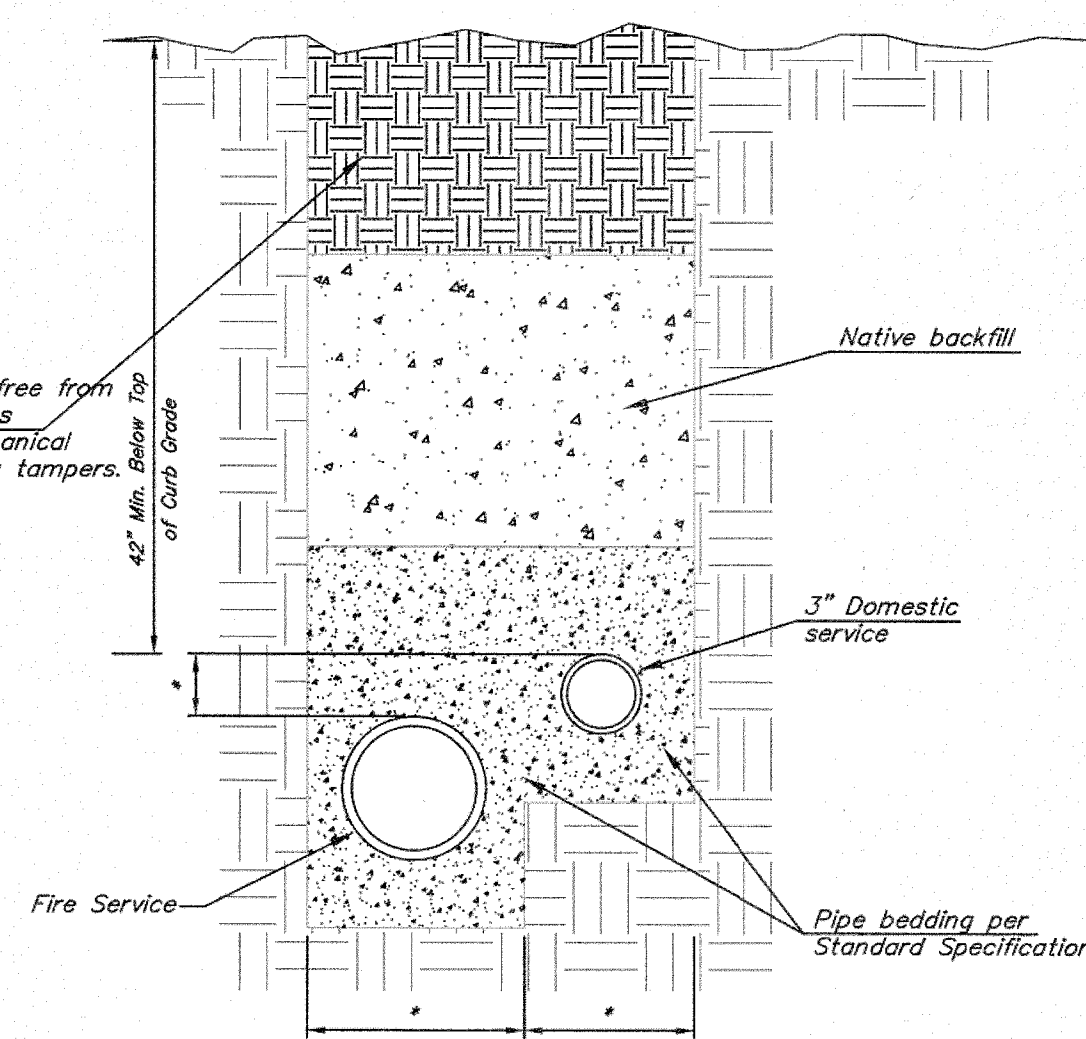 Native backfill
free from
s
anical
tampers.
42" Min. Below Top
of Curb Grade
3" Domestic
service
*
Fire Service
Pipe bedding per
Standard Specification
*
*